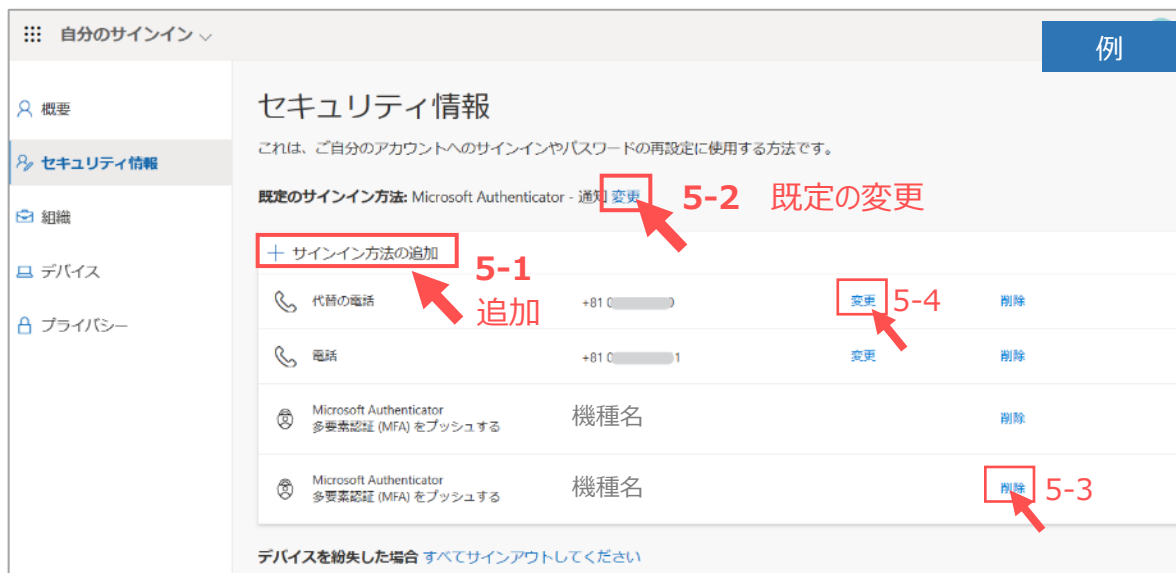 自分のサインイン
例
概要
セキュリティ情報
組織
デバイス
プライバシー
セキュリティ情報
これは、ご自分のアカウントへのサインインやパスワードの再設定に使用する方法です。
既定のサインイン方法: Microsoft Authenticator - 通知 変更
5-2 既定の変更
+ サインイン方法の追加
5-1
追加
代替の電話 +81 0 変更 削除
5-4
電話 +81 0 1 変更 削除
Microsoft Authenticator
多要素認証 (MFA) をプッシュする 機種名 削除
Microsoft Authenticator
多要素認証 (MFA) をプッシュする 機種名 削除
5-3
デバイスを紛失した場合 すべてサインアウトしてください